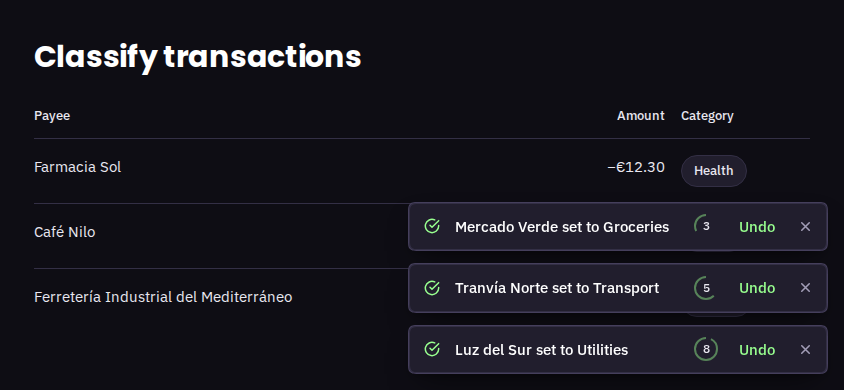 Classify transactions
Payee Amount Category
Farmacia Sol −€12.30 Health
Café Nilo
Mercado Verde set to Groceries 3 Undo
Tranvía Norte set to Transport 5 Undo
Ferretería Industrial del Mediterráneo
Luz del Sur set to Utilities 8 Undo